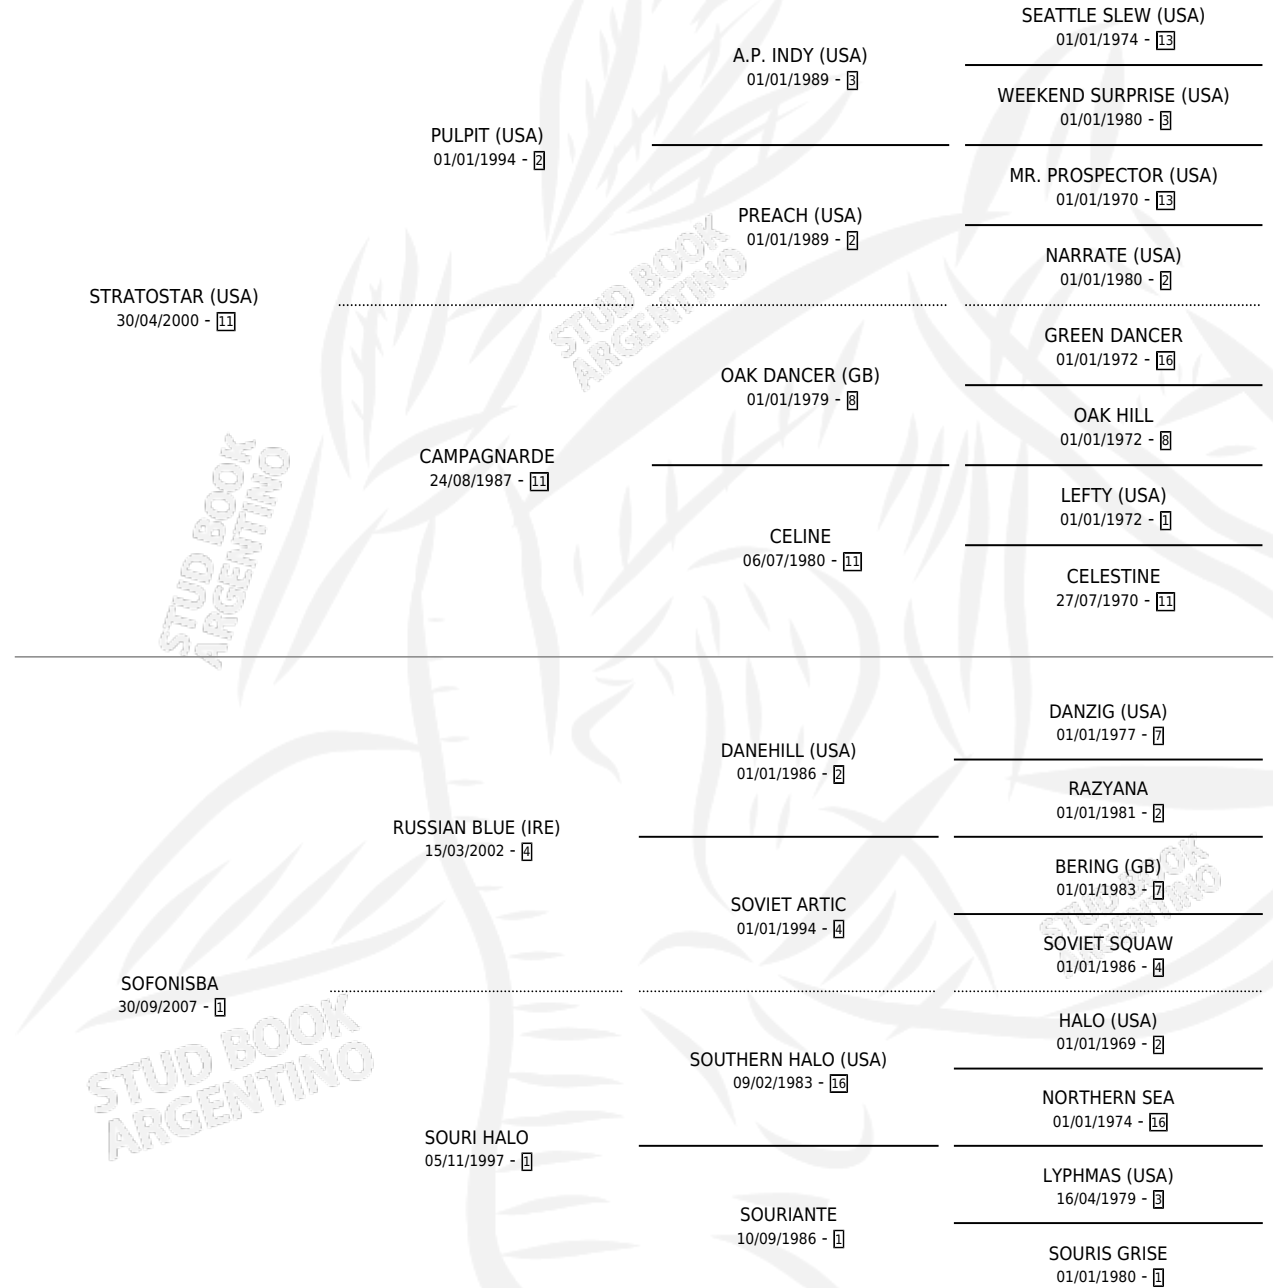 SEATTLE SLEW (USA)
01/01/1974 - 13
A.P. INDY (USA)
01/01/1989 - 3
WEEKEND SURPRISE (USA)
01/01/1980 - 3
PULPIT (USA)
01/01/1994 - 2
MR. PROSPECTOR (USA)
01/01/1970 - 13
PREACH (USA)
01/01/1989 - 2
NARRATE (USA)
01/01/1980 - 2
STRATOSTAR (USA)
30/04/2000 - 11
STUD BOOK
ARGENTINO
GREEN DANCER
01/01/1972 - 16
OAK DANCER (GB)
01/01/1979 - 8
OAK HILL
01/01/1972 - 8
CAMPAGNARDE
24/08/1987 - 11
LEFTY (USA)
01/01/1972 - 1
CELINE
06/07/1980 - 11
CELESTINE
27/07/1970 - 11
STUD BOOK
ARGENTINO
DANZIG (USA)
01/01/1977 - 7
DANEHILL (USA)
01/01/1986 - 2
RAZYANA
01/01/1981 - 2
RUSSIAN BLUE (IRE)
15/03/2002 - 4
BERING (GB)
01/01/1983 - 7
SOVIET ARTIC
01/01/1994 - 4
SOVIET SQUAW
01/01/1986 - 4
STUD BOOK
ARGENTINO
SOFONISBA
30/09/2007 - 1
HALO (USA)
01/01/1969 - 2
SOUTHERN HALO (USA)
09/02/1983 - 16
NORTHERN SEA
01/01/1974 - 16
STUD BOOK
ARGENTINO
SOURI HALO
05/11/1997 - 1
LYPHMAS (USA)
16/04/1979 - 3
SOURIANTE
10/09/1986 - 1
SOURIS GRISE
01/01/1980 - 1